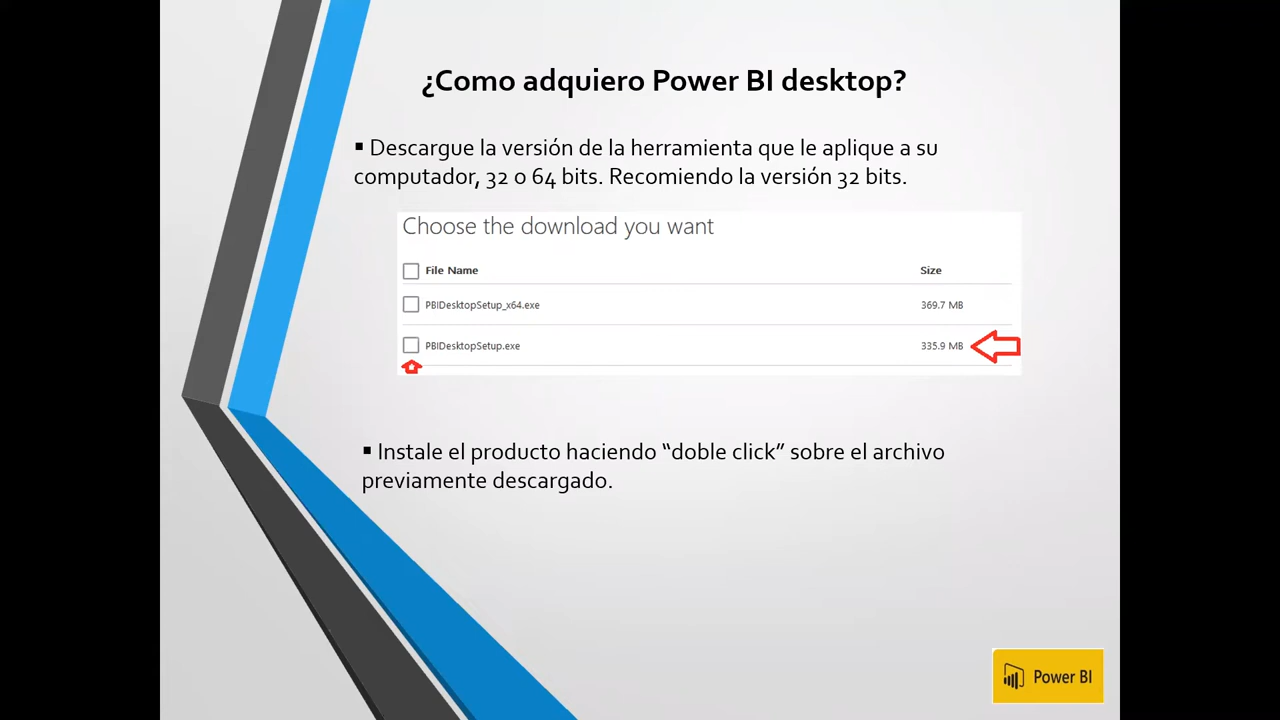 ¿Como adquiero Power BI desktop?
▪ Descargue la versión de la herramienta que le aplique a su
computador, 32 o 64 bits. Recomiendo la versión 32 bits.
Choose the download you want
File Name Size
PBIDesktopSetup_x64.exe 369.7 MB
PBIDesktopSetup.exe 335.9 MB
▪ Instale el producto haciendo “doble click” sobre el archivo
previamente descargado.
Power BI